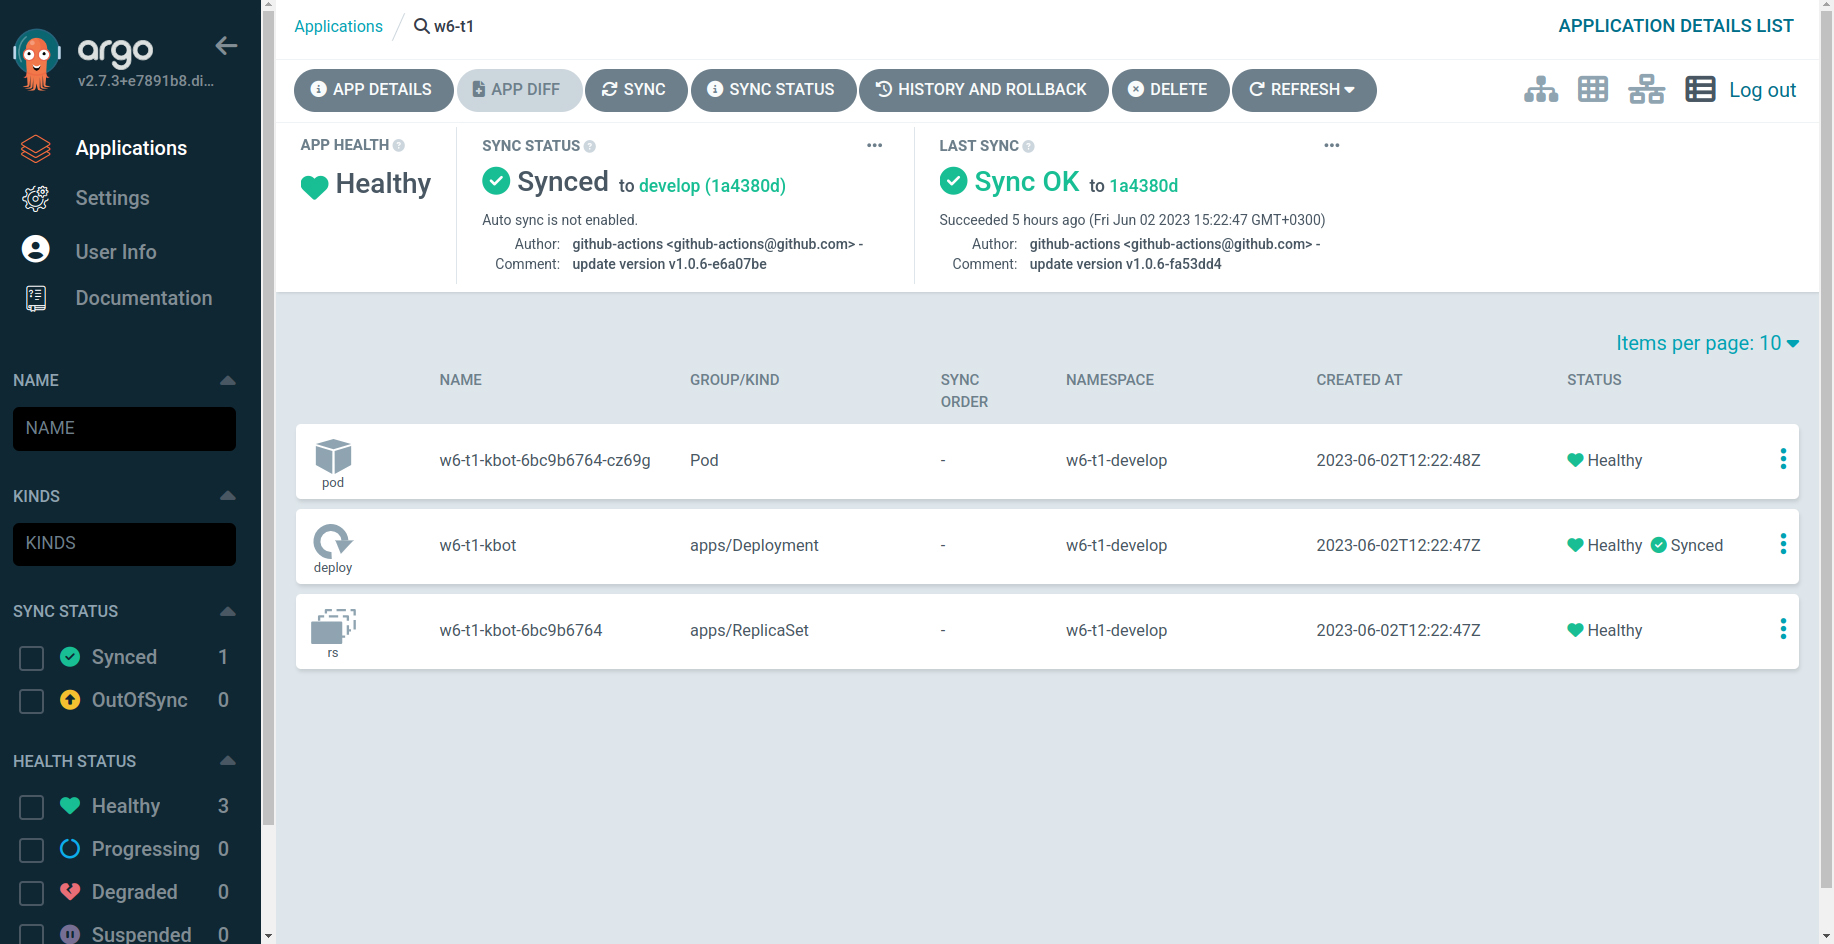 argo
v2.7.3+e7891b8.di...
Applications
Settings
User Info
Documentation
NAME
NAME
KINDS
KINDS
SYNC STATUS
Synced 1
OutOfSync 0
HEALTH STATUS
Healthy 3
Progressing 0
Degraded 0
Suspended 0
Applications / w6-t1
APPLICATION DETAILS LIST
APP DETAILS APP DIFF SYNC SYNC STATUS HISTORY AND ROLLBACK DELETE REFRESH Log out
APP HEALTH
Healthy
SYNC STATUS
Synced to develop (1a4380d)
Auto sync is not enabled.
Author: github-actions <github-actions@github.com> -
Comment: update version v1.0.6-e6a07be
LAST SYNC
Sync OK to 1a4380d
Succeeded 5 hours ago (Fri Jun 02 2023 15:22:47 GMT+0300)
Author: github-actions <github-actions@github.com> -
Comment: update version v1.0.6-fa53dd4
Items per page: 10
NAME GROUP/KIND SYNC ORDER NAMESPACE CREATED AT STATUS
pod w6-t1-kbot-6bc9b6764-cz69g Pod - w6-t1-develop 2023-06-02T12:22:48Z Healthy
deploy w6-t1-kbot apps/Deployment - w6-t1-develop 2023-06-02T12:22:47Z Healthy Synced
rs w6-t1-kbot-6bc9b6764 apps/ReplicaSet - w6-t1-develop 2023-06-02T12:22:47Z Healthy